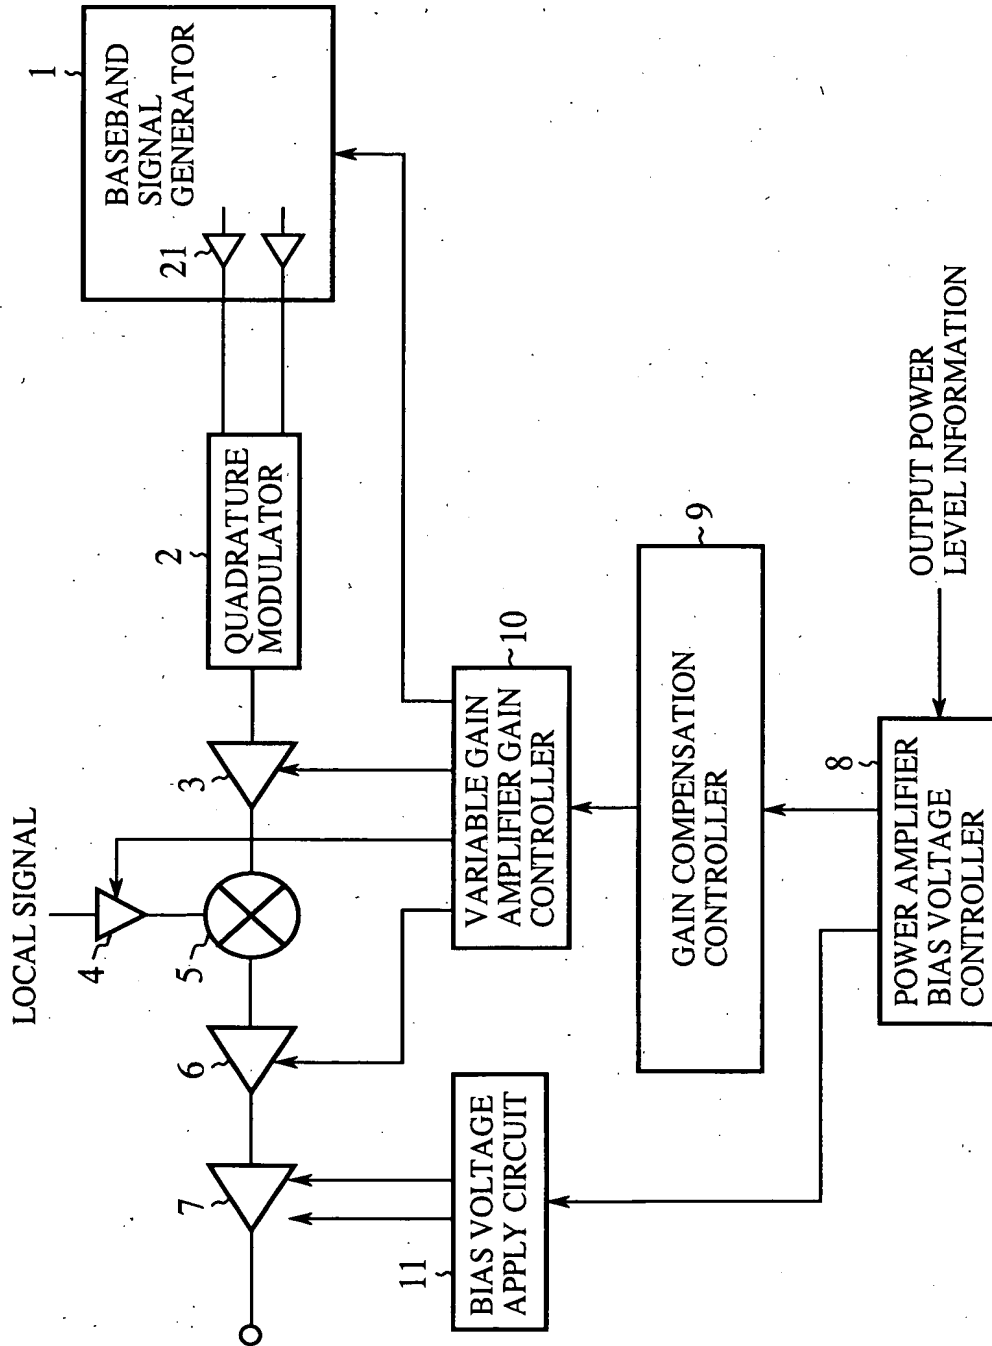 LOCAL SIGNAL
1
BASEBAND
SIGNAL
GENERATOR
21
2
QUADRATURE
MODULATOR
3
4
5
6
7
10
VARIABLE GAIN
AMPLIFIER GAIN
CONTROLLER
11
BIAS VOLTAGE
APPLY CIRCUIT
9
GAIN COMPENSATION
CONTROLLER
8
POWER AMPLIFIER
BIAS VOLTAGE
CONTROLLER
OUTPUT POWER
LEVEL INFORMATION